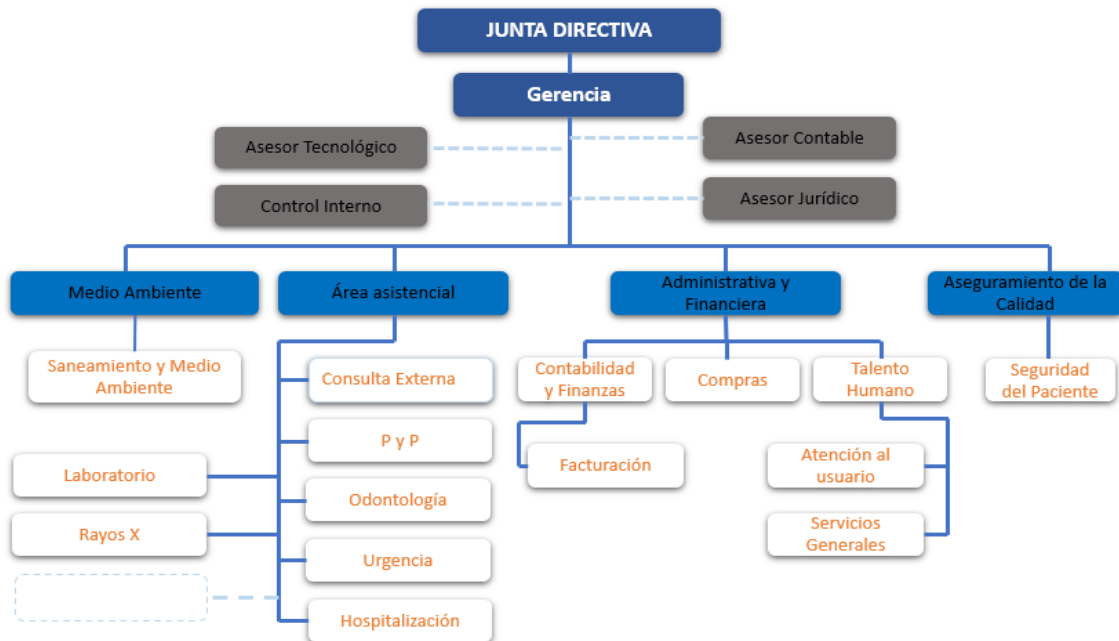 JUNTA DIRECTIVA
Gerencia
Asesor Tecnológico
Asesor Contable
Control Interno
Asesor Jurídico
Medio Ambiente
Área asistencial
Administrativa y
Financiera
Aseguramiento de la
Calidad
Saneamiento y Medio
Ambiente
Consulta Externa
Contabilidad
y Finanzas
Compras
Talento
Humano
Seguridad
del Paciente
P y P
Laboratorio
Facturación
Atención al
usuario
Odontología
Rayos X
Servicios
Generales
Urgencia
Hospitalización